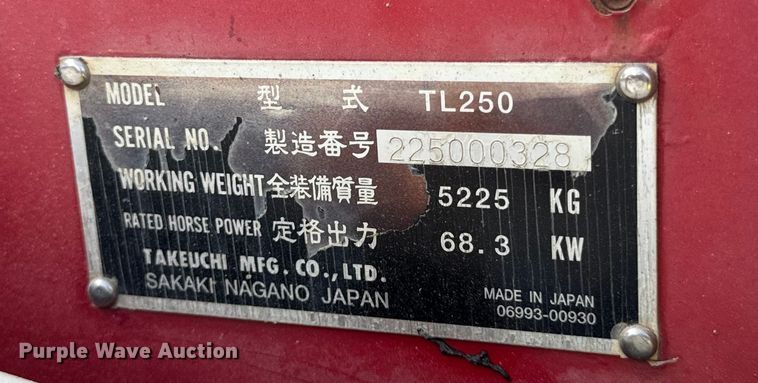 MODEL 型式 TL250
SERIAL NO. 製造番号 225000328
WORKING WEIGHT 全装備質量 5225 KG
RATED HORSE POWER 定格出力 68.3 KW
TAKEUCHI MFG. CO., LTD.
SAKAKI NAGANO JAPAN
MADE IN JAPAN
06993-00930
Purple Wave Auction